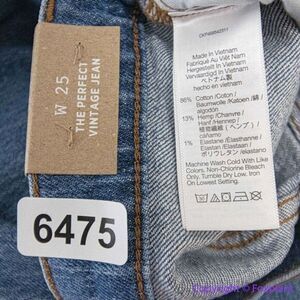 W 25
THE PERFECT
VINTAGE JEAN
6475
Made in Vietnam
Fabriqué Au Viêt Nam
Hergestellt in Vietnam
Vervaardigd in Vietnam
ベトナム製
hecho en vietnam
86% Cotton/Coton/
Baumwolle/Katoen/綿/
algodón
13% Hemp/Chanvre/
Hanf/Hennep/
植物繊維(ヘンプ)/
cáñamo
1% Elastane/Élasthanne/
Elastan/Elastaan/
ポリウレタン/elastano
Machine Wash Cold With Like
Colors, Non-Chlorine Bleach
Only, Tumble Dry Low, Iron
On Lowest Setting.